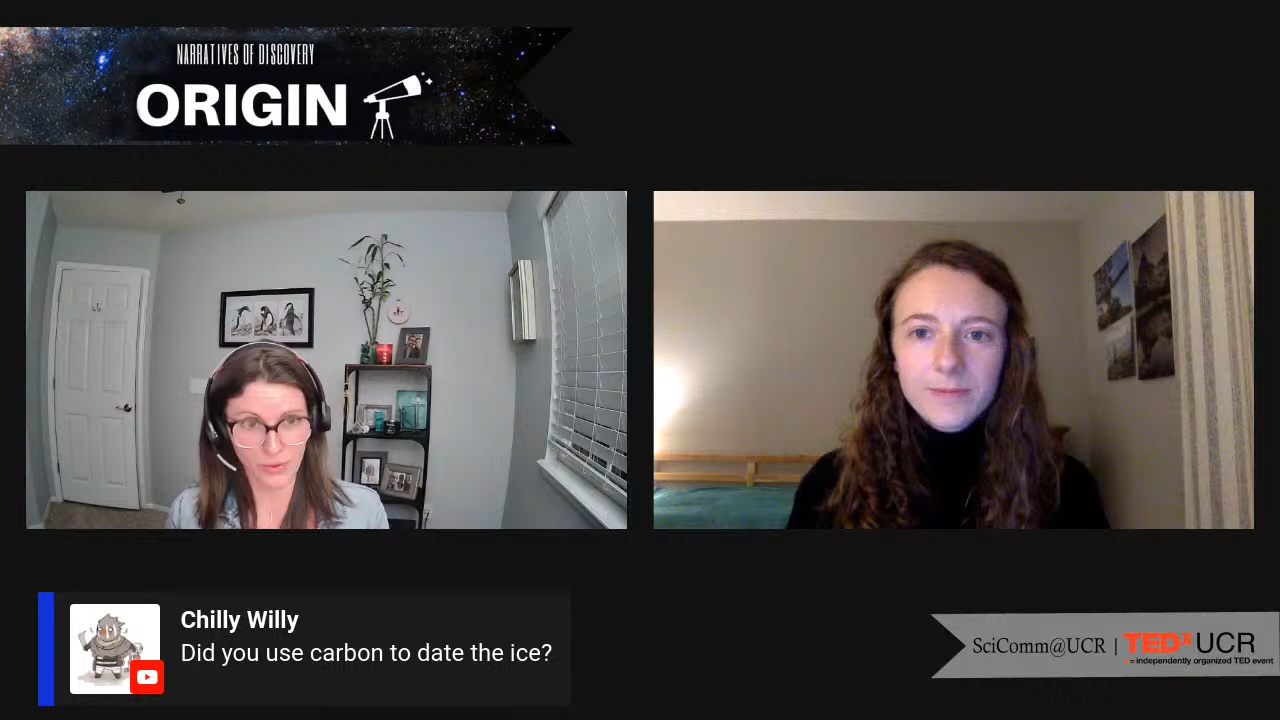 NARRATIVES OF DISCOVERY
ORIGIN
Chilly Willy
Did you use carbon to date the ice?
SciComm@UCR | TEDxUCR
x = independently organized TED event